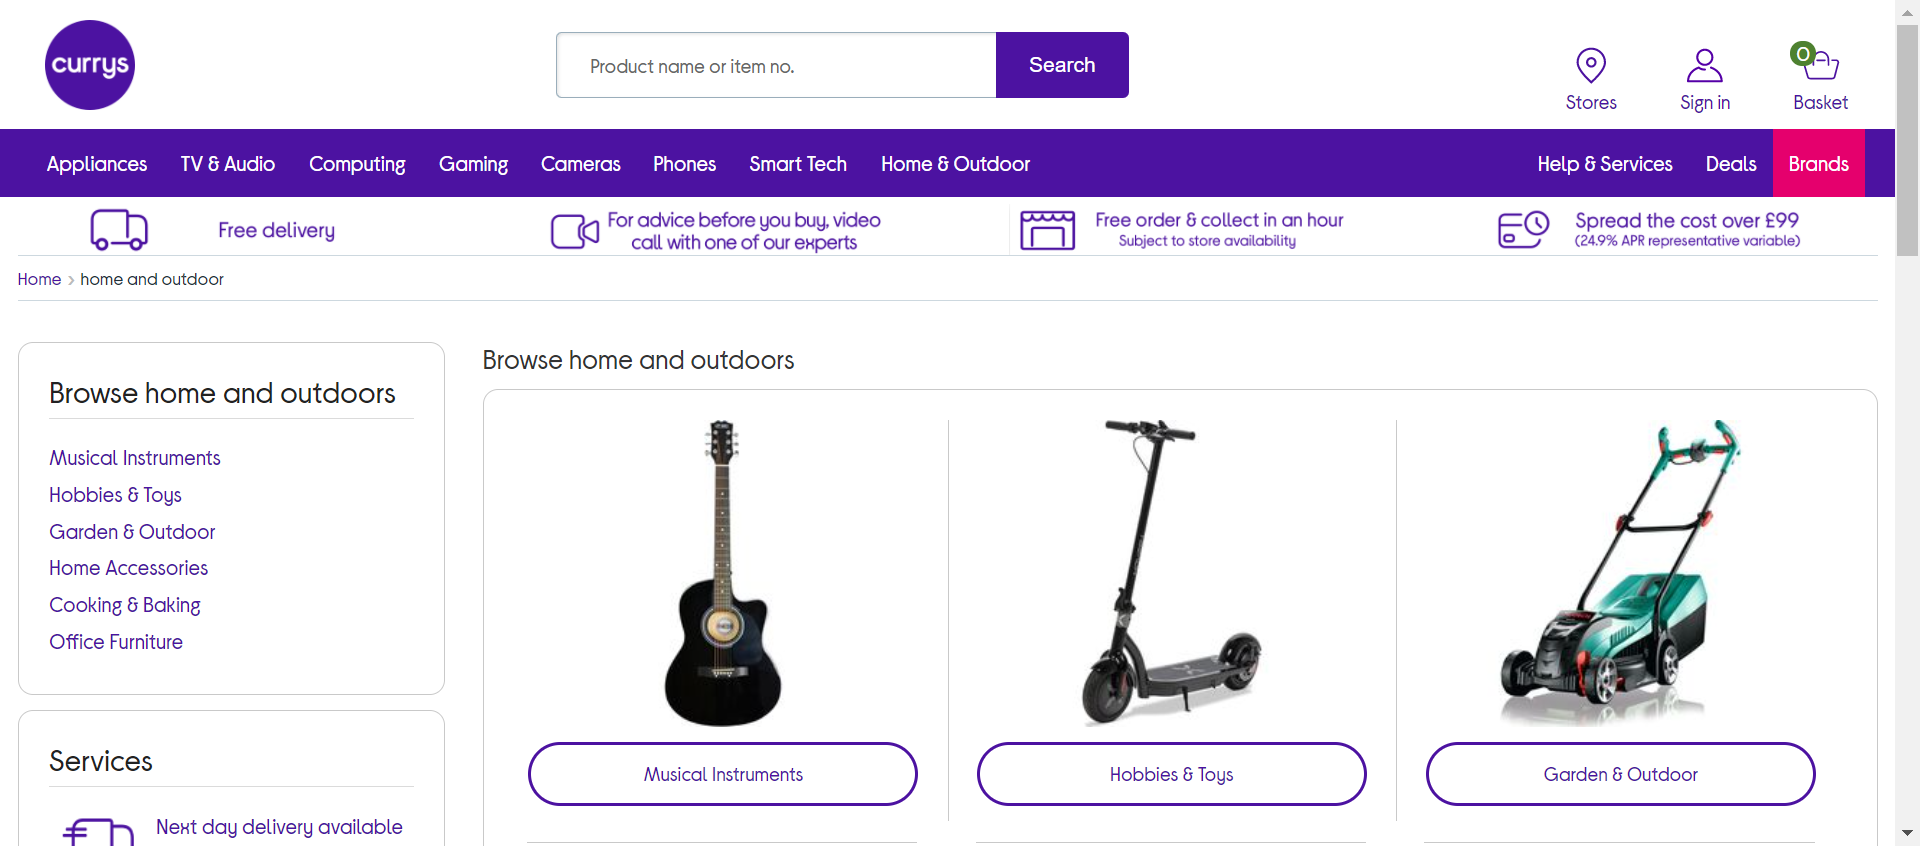 currys
Product name or item no.
Search
Stores
Sign in
0
Basket
Appliances
TV & Audio
Computing
Gaming
Cameras
Phones
Smart Tech
Home & Outdoor
Help & Services
Deals
Brands
Free delivery
For advice before you buy, video
call with one of our experts
Free order & collect in an hour
Subject to store availability
Spread the cost over £99
(24.9% APR representative variable)
Home › home and outdoor
Browse home and outdoors
Musical Instruments
Hobbies & Toys
Garden & Outdoor
Home Accessories
Cooking & Baking
Office Furniture
Services
Next day delivery available
Browse home and outdoors
Musical Instruments
Hobbies & Toys
Garden & Outdoor